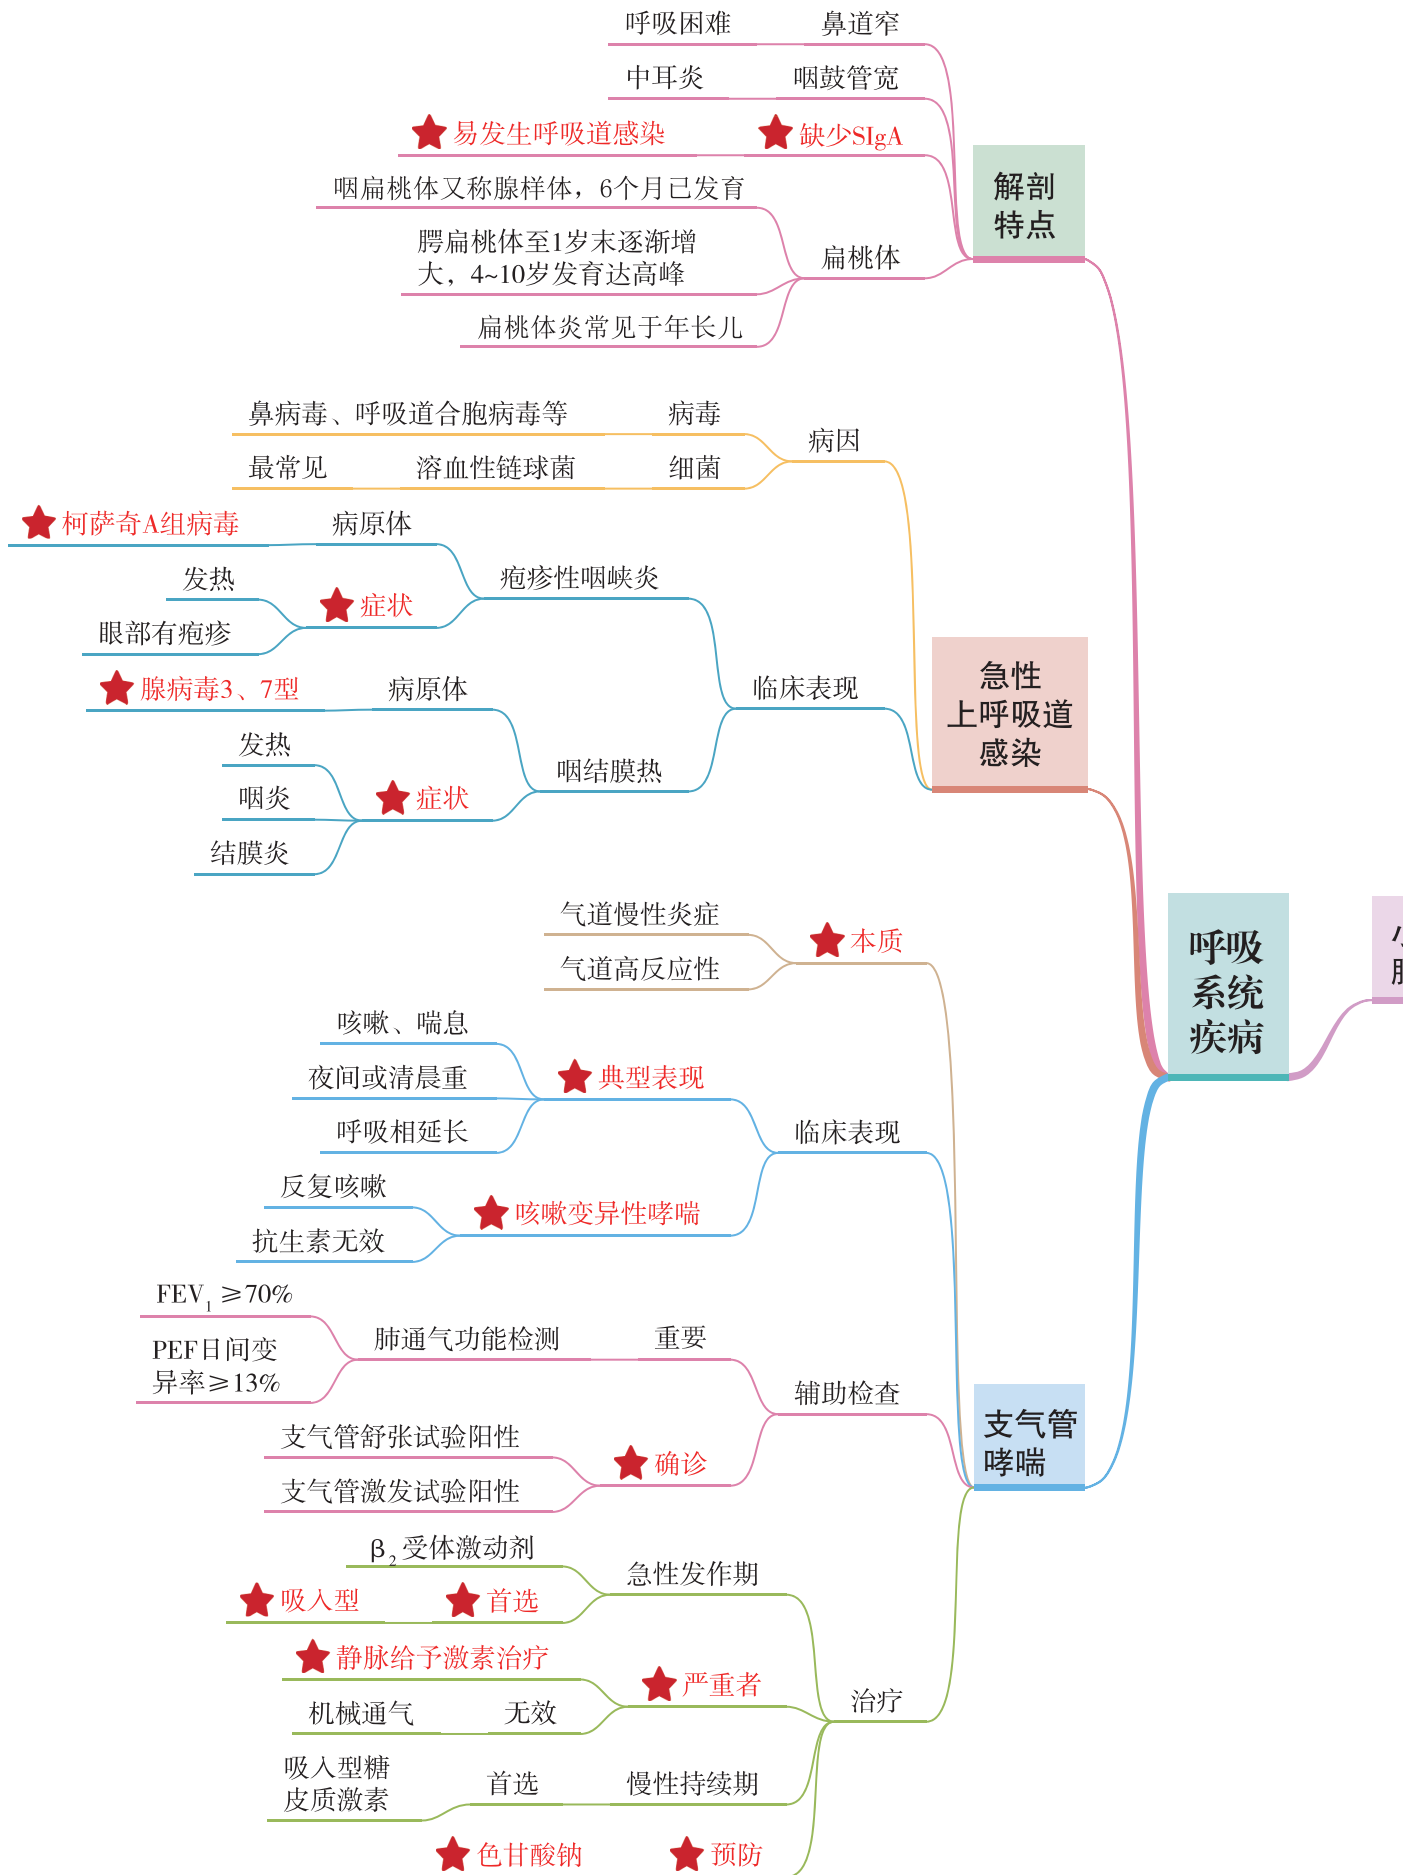 呼吸困难
鼻道窄
中耳炎
咽鼓管宽
易发生呼吸道感染
缺少SIgA
咽扁桃体又称腺样体，6个月已发育
腭扁桃体至1岁末逐渐增
大，4~10岁发育达高峰
扁桃体
扁桃体炎常见于年长儿
解剖
特点
鼻病毒、呼吸道合胞病毒等
病毒
病因
最常见
溶血性链球菌
细菌
柯萨奇A组病毒
病原体
发热
症状
眼部有疱疹
疱疹性咽峡炎
腺病毒3、7型
病原体
临床表现
发热
咽炎
症状
结膜炎
咽结膜热
急性
上呼吸道
感染
气道慢性炎症
本质
气道高反应性
咳嗽、喘息
夜间或清晨重
典型表现
呼吸相延长
临床表现
反复咳嗽
咳嗽变异性哮喘
抗生素无效
呼吸
系统
疾病
FEV₁ ≥70%
PEF日间变
异率≥13%
肺通气功能检测
重要
辅助检查
支气管舒张试验阳性
确诊
支气管激发试验阳性
支气管
哮喘
β₂受体激动剂
急性发作期
吸入型
首选
静脉给予激素治疗
严重者
机械通气
无效
治疗
吸入型糖
皮质激素
首选
慢性持续期
色甘酸钠
预防